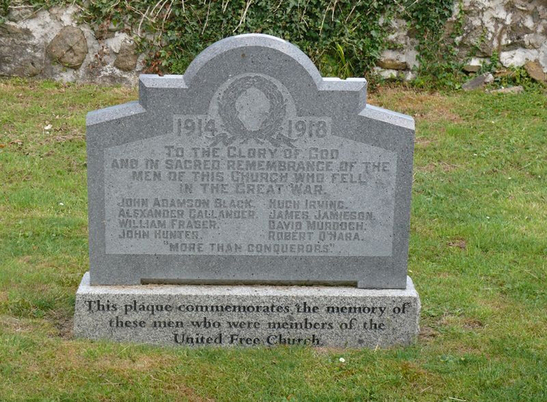 1914 1918
To the Glory of God
and in sacred remembrance of the
men of this Church who fell
in the Great War.
John Adamson Slack. Hugh Irving.
Alexander Callander. James Jamieson.
William Fraser. David Murdoch.
John Hunter. Robert O'Hara.
"More than conquerors".
This plaque commemorates the memory of
these men who were members of the
United Free Church.